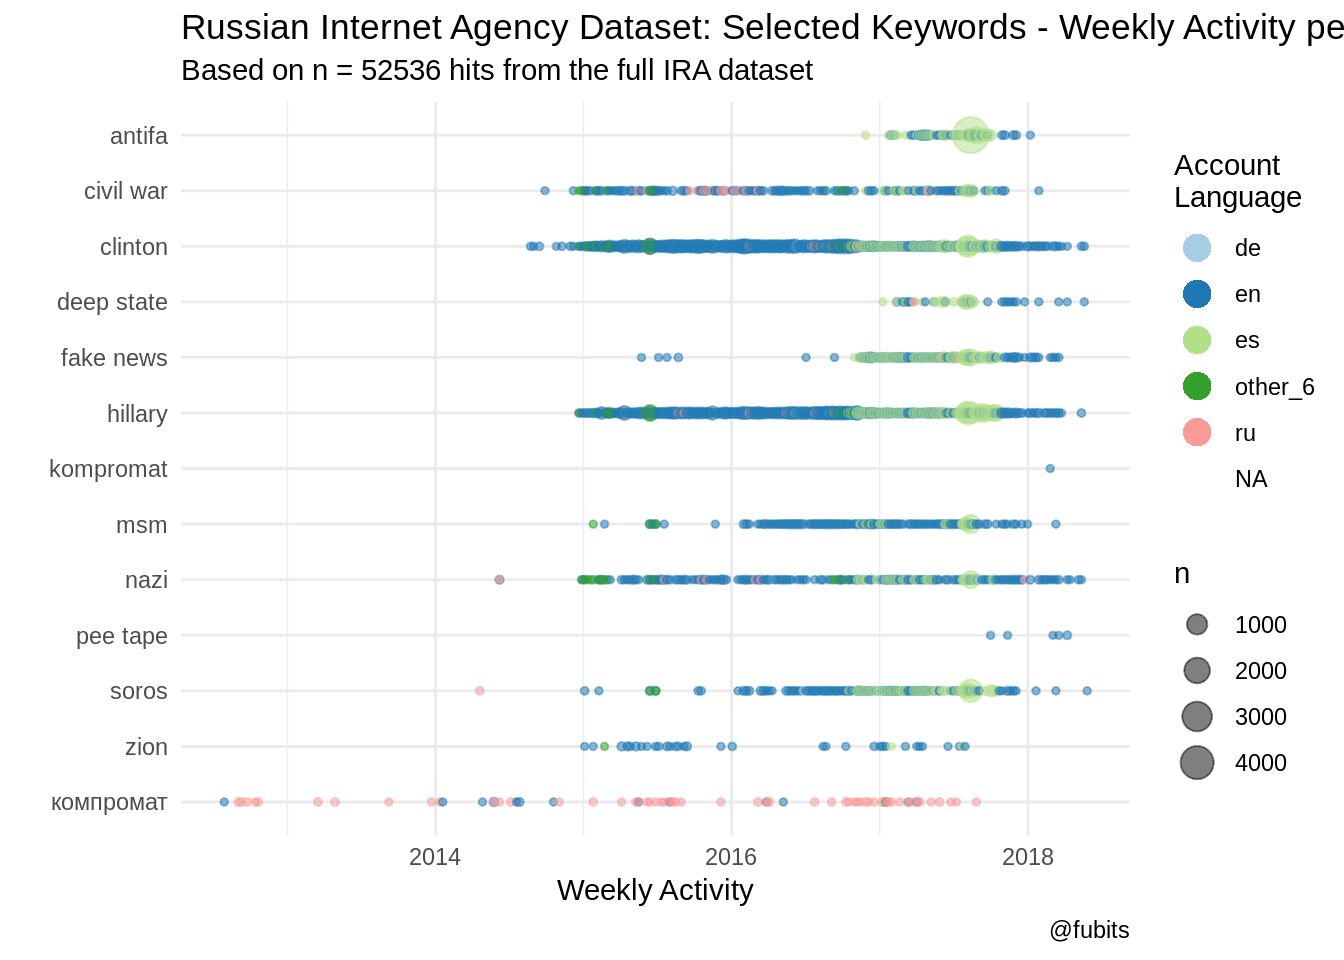 Russian Internet Agency Dataset: Selected Keywords - Weekly Activity pe
Based on n = 52536 hits from the full IRA dataset
antifa
civil war
clinton
deep state
fake news
hillary
kompromat
msm
nazi
pee tape
soros
zion
компромат
2014
2016
2018
Weekly Activity
Account
Language
de
en
es
other_6
ru
NA
n
1000
2000
3000
4000
@fubits